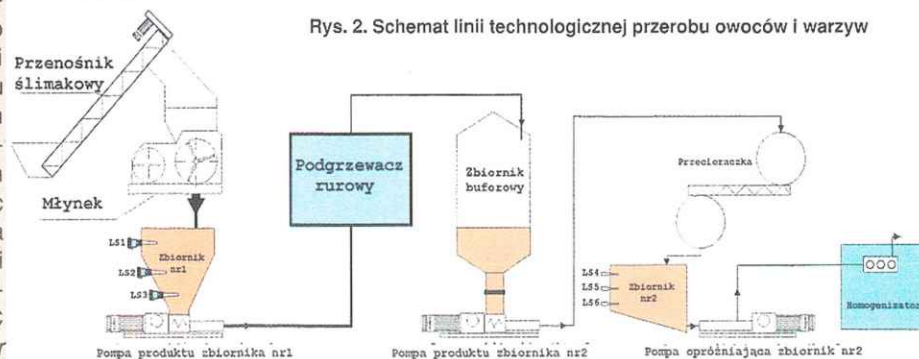 Rys. 2. Schemat linii technologicznej przerobu owoców i warzyw
Przenośnik
ślimakowy
Młynek
LS1
LS2
LS3
Zbiornik
nr1
Pompa produktu zbiornika nr1
Podgrzewacz
rurowy
Zbiornik
buforowy
Pompa produktu zbiornika nr2
Przecieraczka
LS4
LS5
LS6
Zbiornik
nr2
Pompa opróżniająca zbiornik nr2
Homogenizator